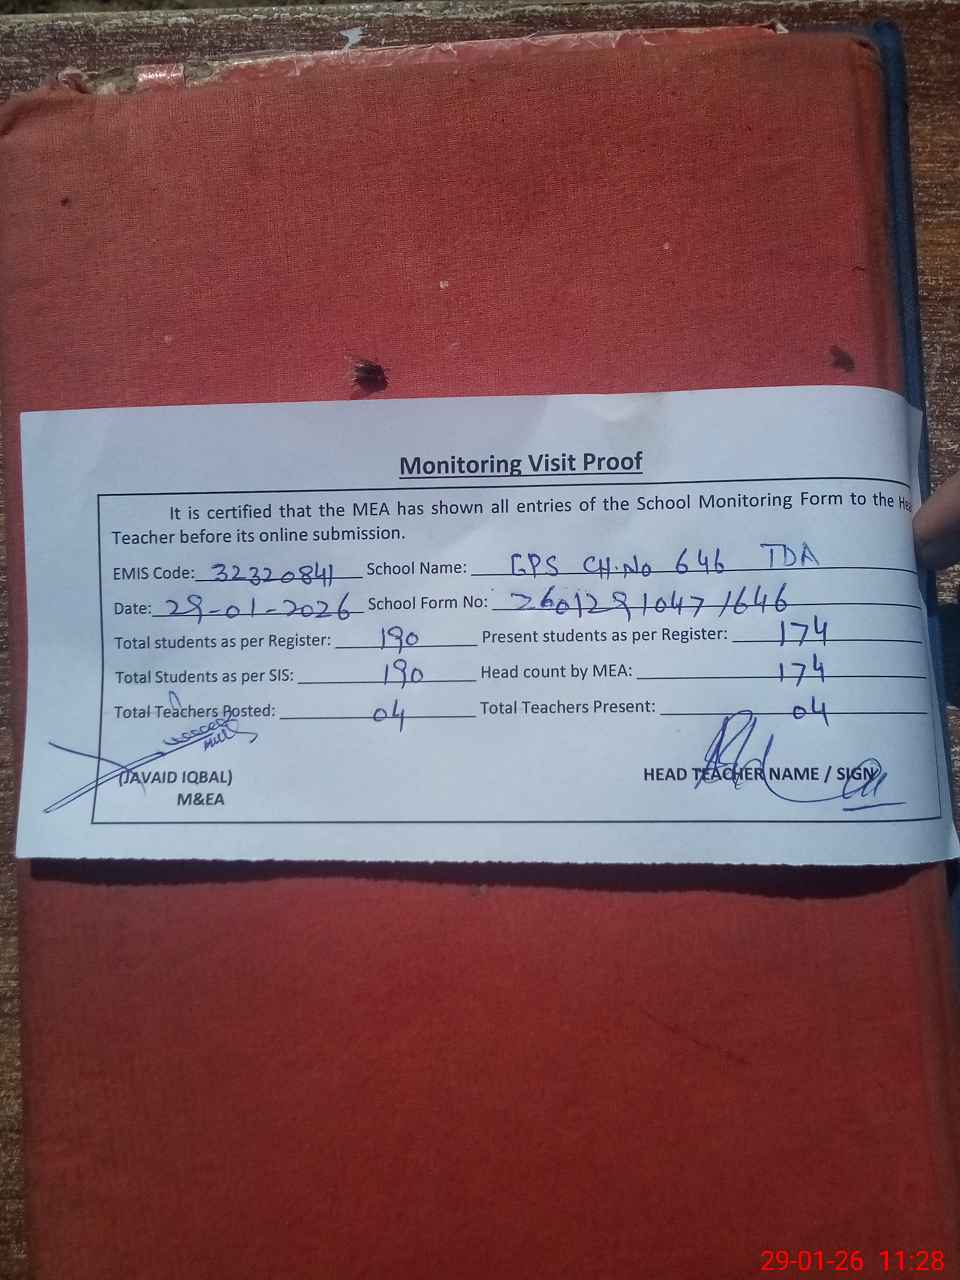 Monitoring Visit Proof
It is certified that the MEA has shown all entries of the School Monitoring Form to the
Teacher before its online submission.
EMIS Code: 32320841 School Name: GPS CH.No 646 TDA
Date: 29-01-2026 School Form No: 2601291047/646
Total students as per Register: 190 Present students as per Register: 174
Total Students as per SIS: 190 Head count by MEA: 174
Total Teachers Posted: 04 Total Teachers Present: 04
(JAVAID IQBAL) HEAD TEACHER NAME / SIGN
M&EA
29-01-26 11:28